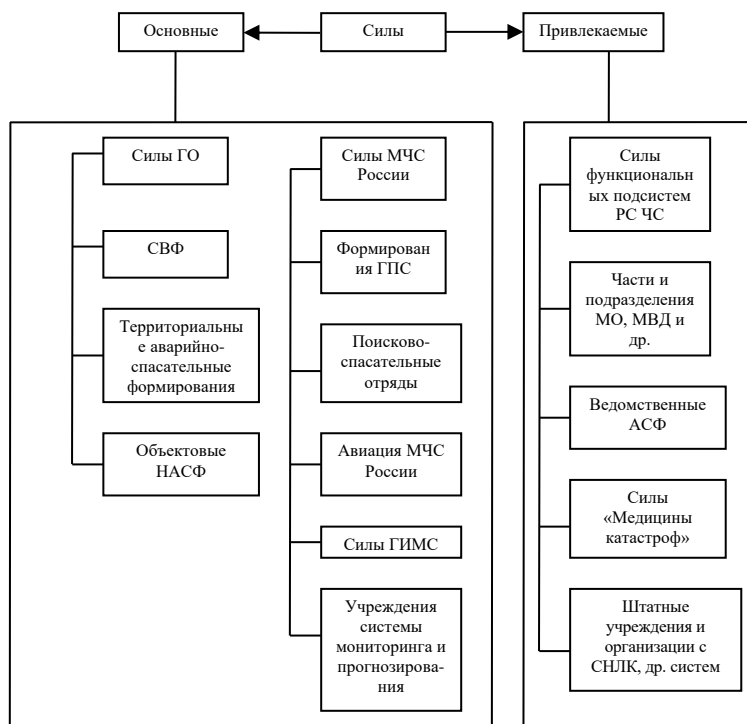 Основные
Силы
Привлекаемые
Силы ГО
СВФ
Территориальны
е аварийно-
спасательные
формирования
Объектовые
НАСФ
Силы МЧС
России
Формирован
ия ГПС
Поисково-
спасательные
отряды
Авиация МЧС
России
Силы ГИМС
Учреждения
системы
мониторинга и
прогнозирова-
ния
Силы
функциональн
ых подсистем
РС ЧС
Части и
подразделения
МО, МВД и
др.
Ведомственные
АСФ
Силы
«Медицины
катастроф»
Штатные
учреждения и
организации с
СНЛК, др. систем